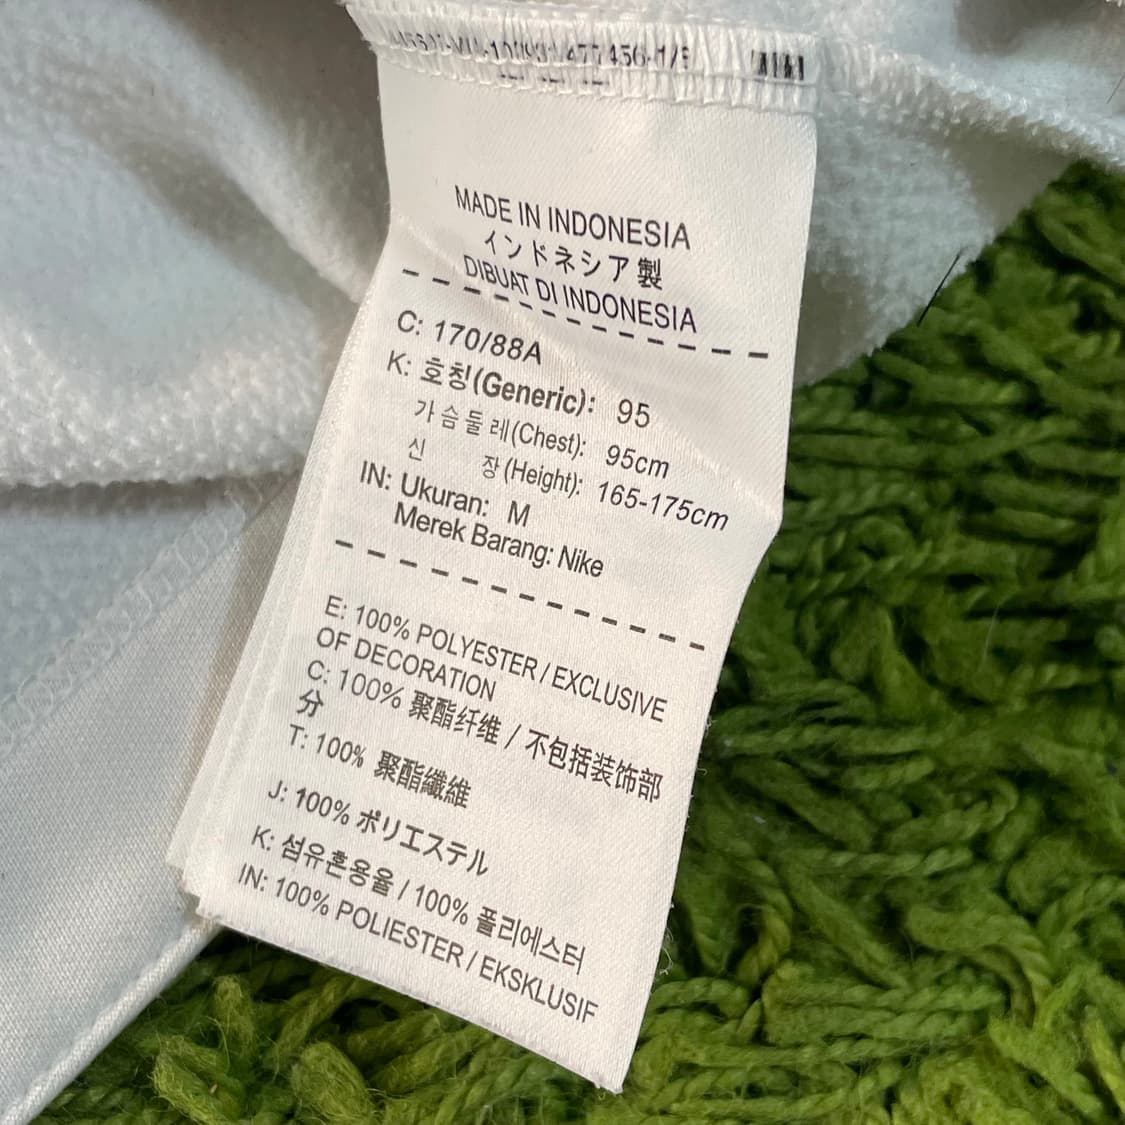 MADE IN INDONESIA
インドネシア製
DIBUAT DI INDONESIA
C: 170/88A
K: 호칭(Generic): 95
가슴둘레(Chest): 95cm
신 장(Height): 165-175cm
IN: Ukuran: M
Merek Barang: Nike
E: 100% POLYESTER / EXCLUSIVE
OF DECORATION
C: 100% 聚酯纤维 / 不包括装饰部
分
T: 100% 聚酯纖維
J: 100% ポリエステル
K: 섬유혼용율 / 100% 폴리에스터
IN: 100% POLIESTER / EKSKLUSIF